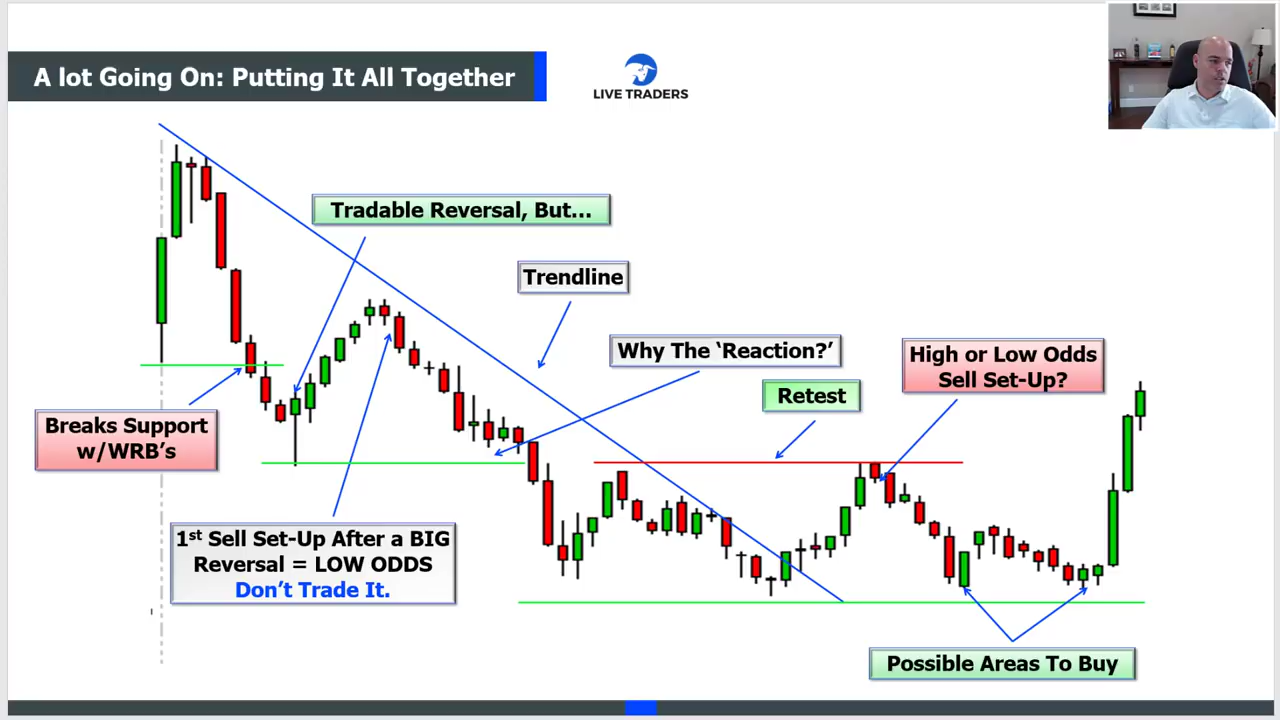 A lot Going On: Putting It All Together
LIVE TRADERS
Tradable Reversal, But...
Trendline
Why The ‘Reaction?’
High or Low Odds
Sell Set-Up?
Retest
Breaks Support
w/WRB’s
1st Sell Set-Up After a BIG
Reversal = LOW ODDS
Don’t Trade It.
Possible Areas To Buy